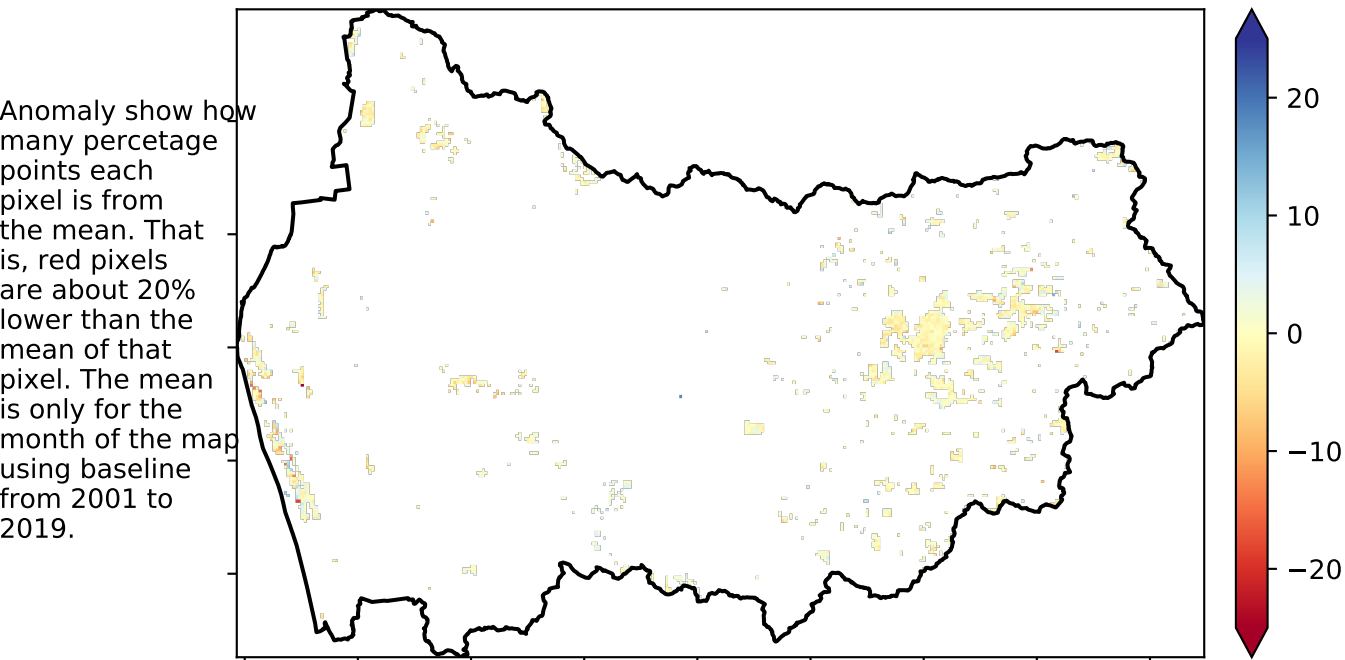 Anomaly show how
many percetage
points each
pixel is from
the mean. That
is, red pixels
are about 20%
lower than the
mean of that
pixel. The mean
is only for the
month of the map
using baseline
from 2001 to
2019.
20
10
0
−10
−20